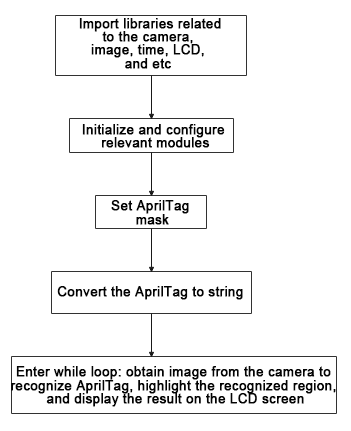 Import libraries related
to the camera,
image, time, LCD,
and etc
Initialize and configure
relevant modules
Set AprilTag
mask
Convert the AprilTag to string
Enter while loop: obtain image from the camera to
recognize AprilTag, highlight the recognized region,
and display the result on the LCD screen